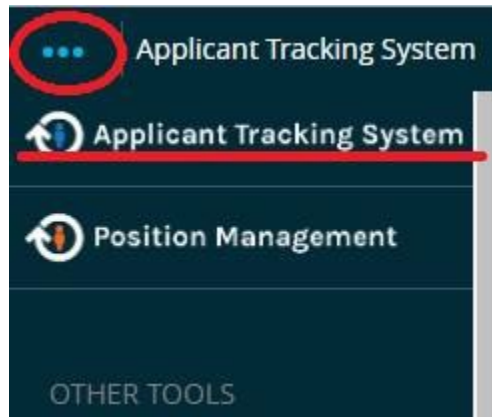 Applicant Tracking System
Applicant Tracking System
Position Management
OTHER TOOLS